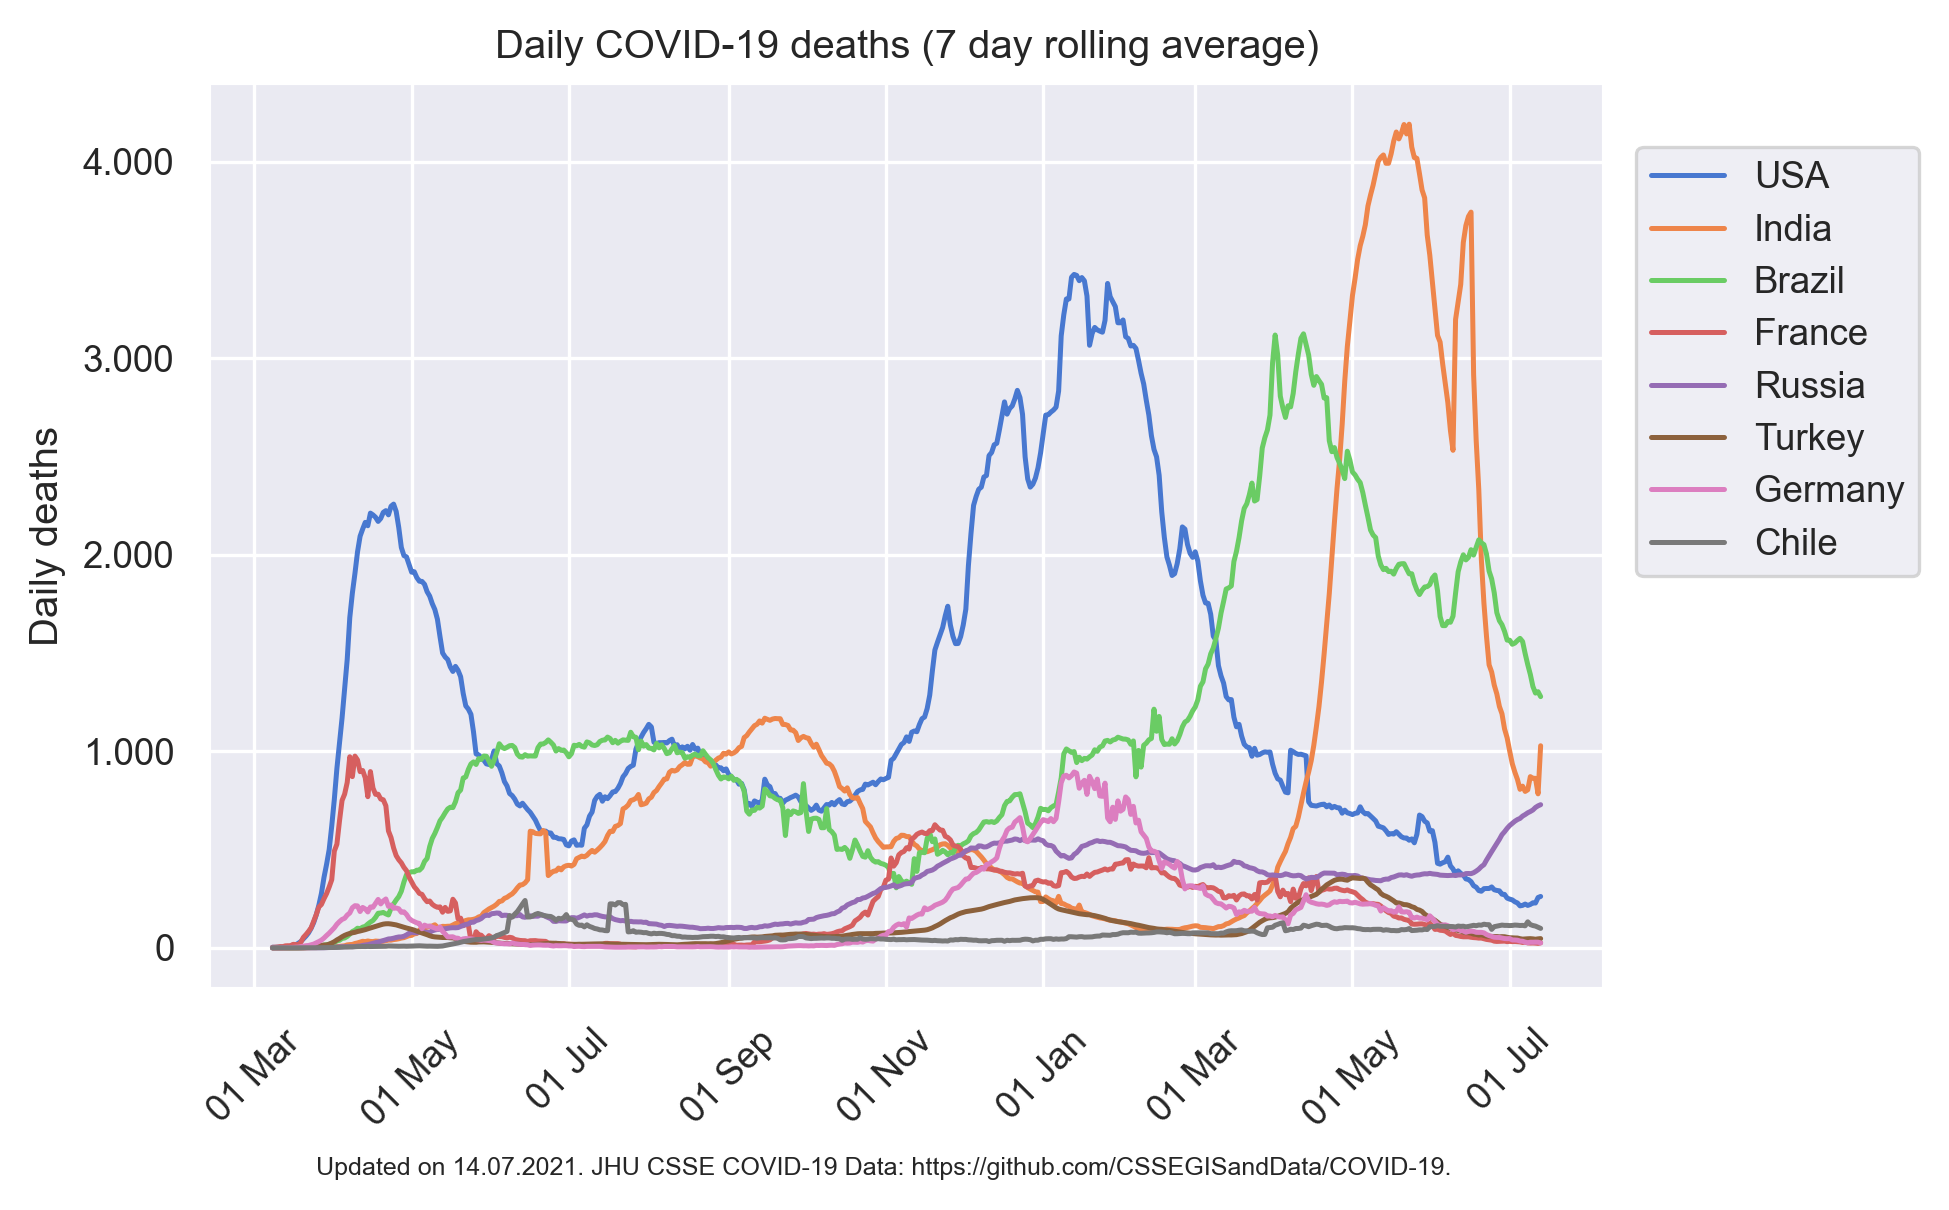 Daily COVID-19 deaths (7 day rolling average)
4.000
3.000
2.000
1.000
0
Daily deaths
USA
India
Brazil
France
Russia
Turkey
Germany
Chile
01 Mar
01 May
01 Jul
01 Sep
01 Nov
01 Jan
01 Mar
01 May
01 Jul
Updated on 14.07.2021. JHU CSSE COVID-19 Data: https://github.com/CSSEGISandData/COVID-19.